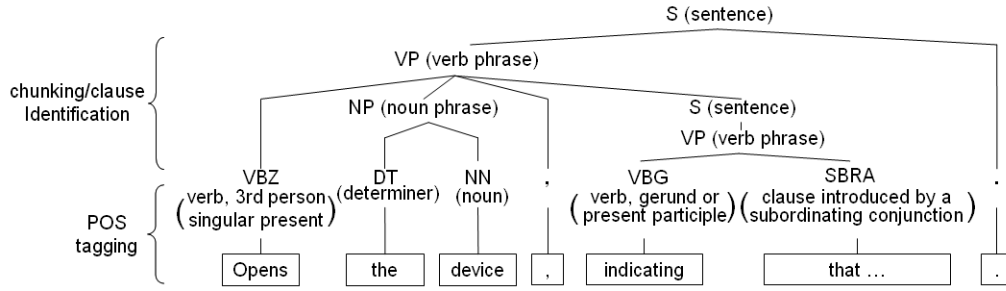 S (sentence)
VP (verb phrase)
chunking/clause
Identification
NP (noun phrase)
S (sentence)
VP (verb phrase)
VBZ
(verb, 3rd person
singular present)
DT
(determiner)
NN
(noun)
,
VBG
(verb, gerund or
present participle)
SBRA
(clause introduced by a
subordinating conjunction)
.
POS
tagging
Opens
the
device
,
indicating
that …
.